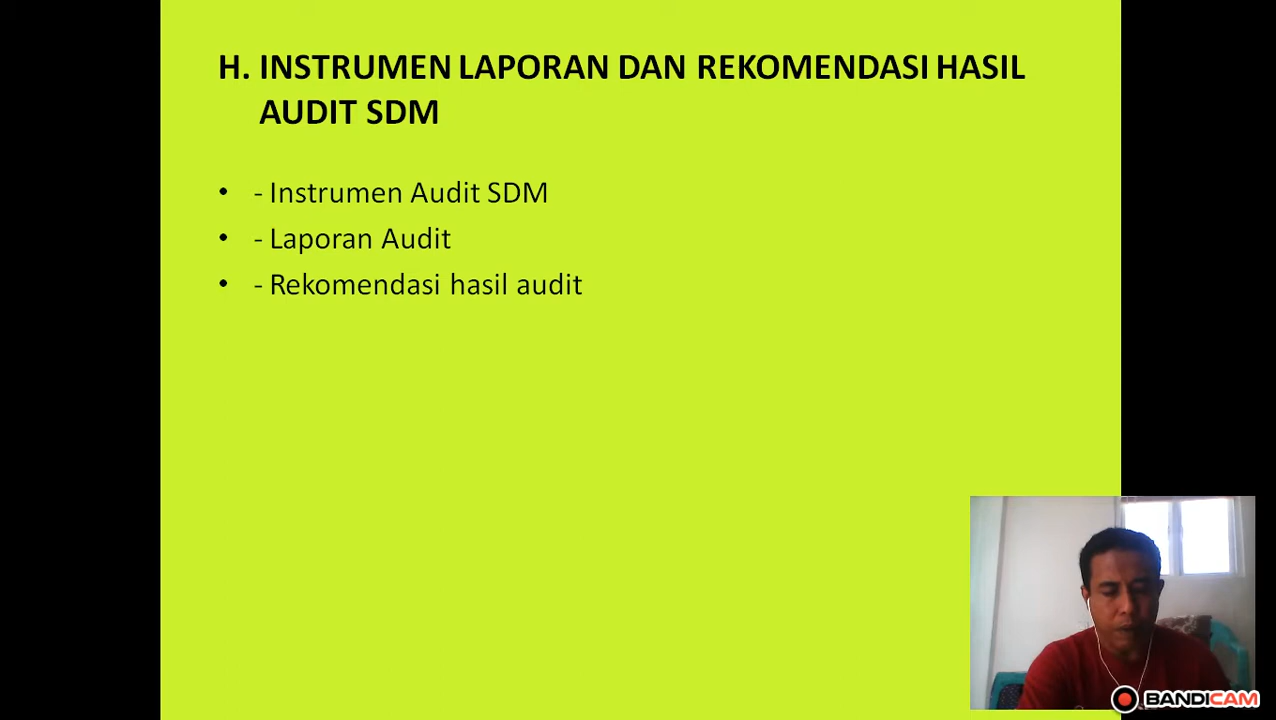 H. INSTRUMEN LAPORAN DAN REKOMENDASI HASIL
AUDIT SDM
• - Instrumen Audit SDM
• - Laporan Audit
• - Rekomendasi hasil audit
BANDICAM